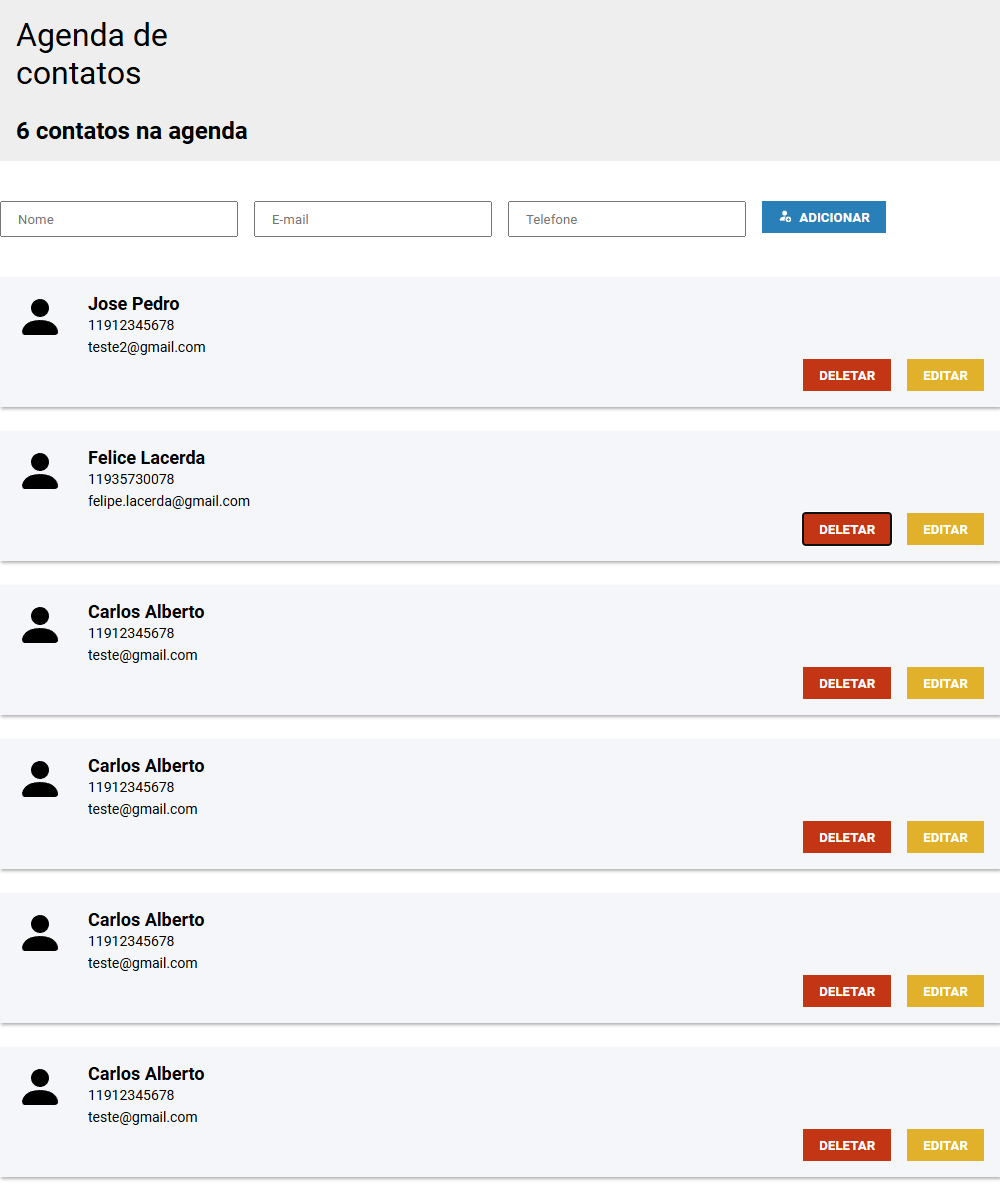 Agenda de
contatos
6 contatos na agenda
Nome
E-mail
Telefone
ADICIONAR
Jose Pedro
11912345678
teste2@gmail.com
DELETAR
EDITAR
Felice Lacerda
11935730078
felipe.lacerda@gmail.com
DELETAR
EDITAR
Carlos Alberto
11912345678
teste@gmail.com
DELETAR
EDITAR
Carlos Alberto
11912345678
teste@gmail.com
DELETAR
EDITAR
Carlos Alberto
11912345678
teste@gmail.com
DELETAR
EDITAR
Carlos Alberto
11912345678
teste@gmail.com
DELETAR
EDITAR